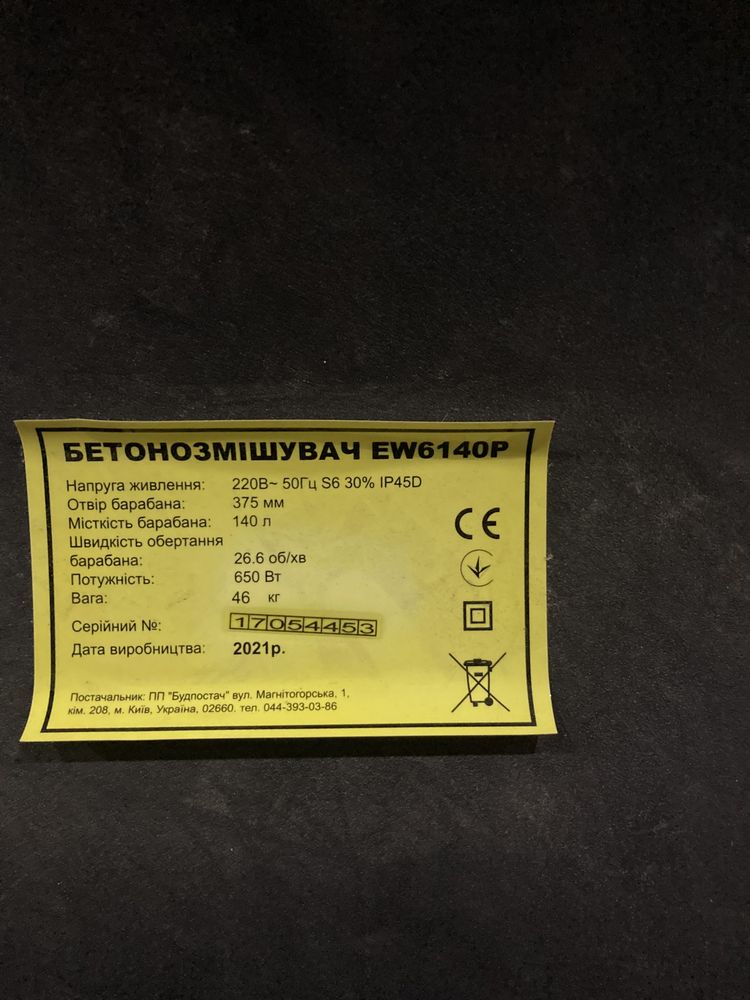 БЕТОНОЗМІШУВАЧ EW6140P
Напруга живлення: 220В~ 50Гц S6 30% IP45D
Отвір барабана: 375 мм
Місткість барабана: 140 л
Швидкість обертання
барабана: 26.6 об/хв
Потужність: 650 Вт
Вага: 46 кг
Серійний №: 17054453
Дата виробництва: 2021р.
Постачальник: ПП "Будпостач" вул. Магнітогорська, 1,
кім. 208, м. Київ, Україна, 02660. тел. 044-393-03-86
CE